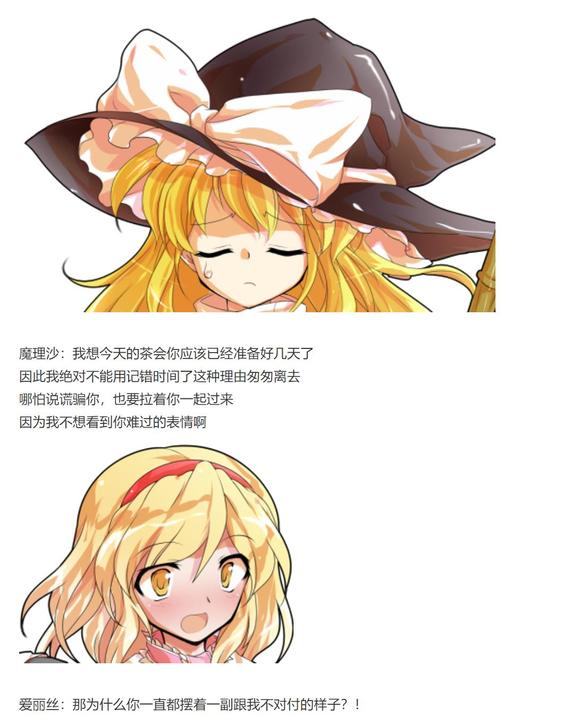 魔理沙：我想今天的茶会你应该已经准备好几天了
因此我绝对不能用记错时间了这种理由匆匆离去
哪怕说谎骗你，也要拉着你一起过来
因为我不想看到你难过的表情啊
爱丽丝：那为什么你一直都摆着一副跟我不对付的样子？！